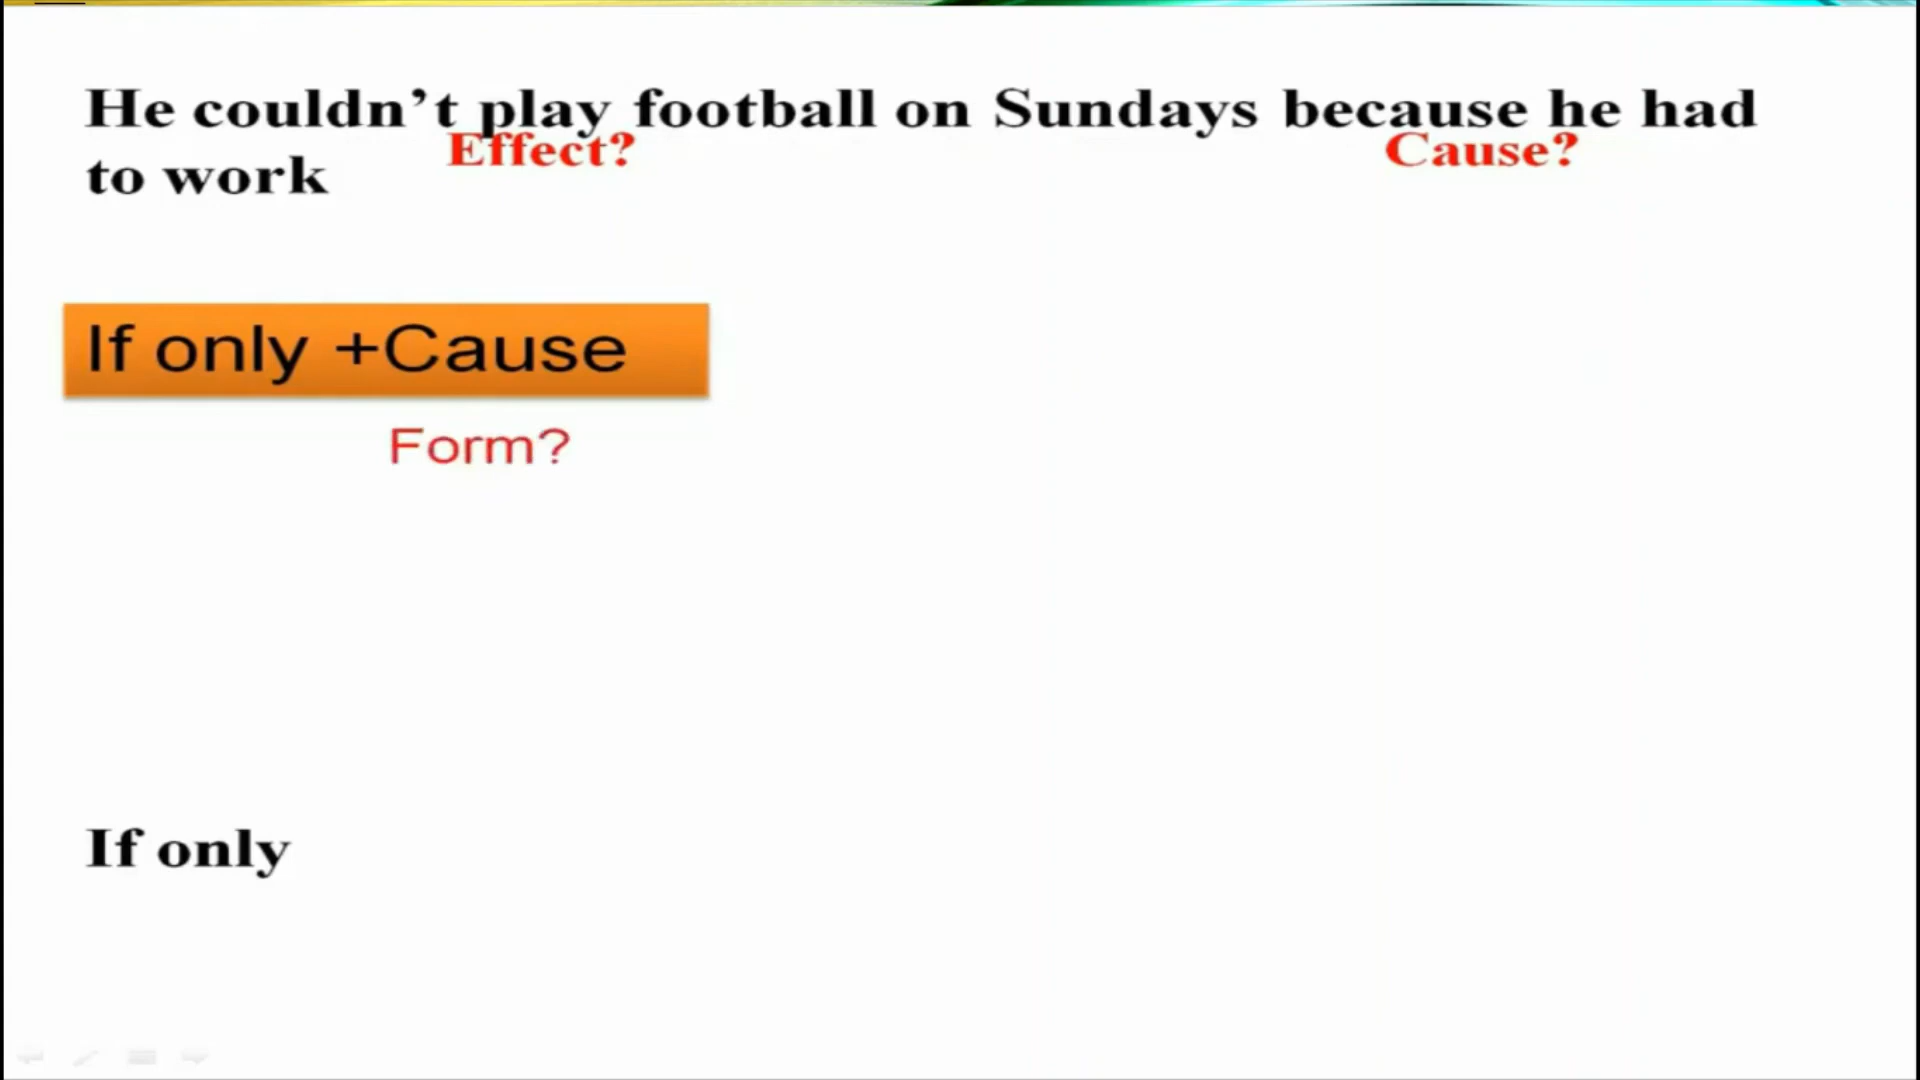 He couldn’t play football on Sundays because he had
Effect? Cause?
to work
If only +Cause
Form?
If only